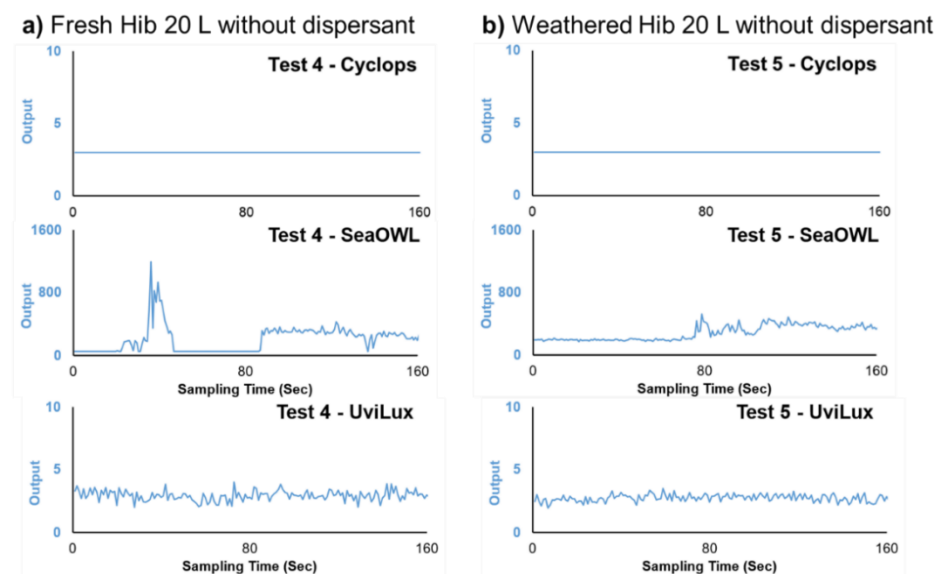 a) Fresh Hib 20 L without dispersant
10
Test 4 - Cyclops
Output
5
0
0
80
160
1600
Test 4 - SeaOWL
Output
800
0
0
80
160
Sampling Time (Sec)
10
Test 4 - UviLux
Output
5
0
0
80
160
Sampling Time (Sec)
b) Weathered Hib 20 L without dispersant
10
Test 5 - Cyclops
Output
5
0
0
80
160
1600
Test 5 - SeaOWL
Output
800
0
0
80
160
Sampling Time (Sec)
10
Test 5 - UviLux
Output
5
0
0
80
160
Sampling Time (Sec)